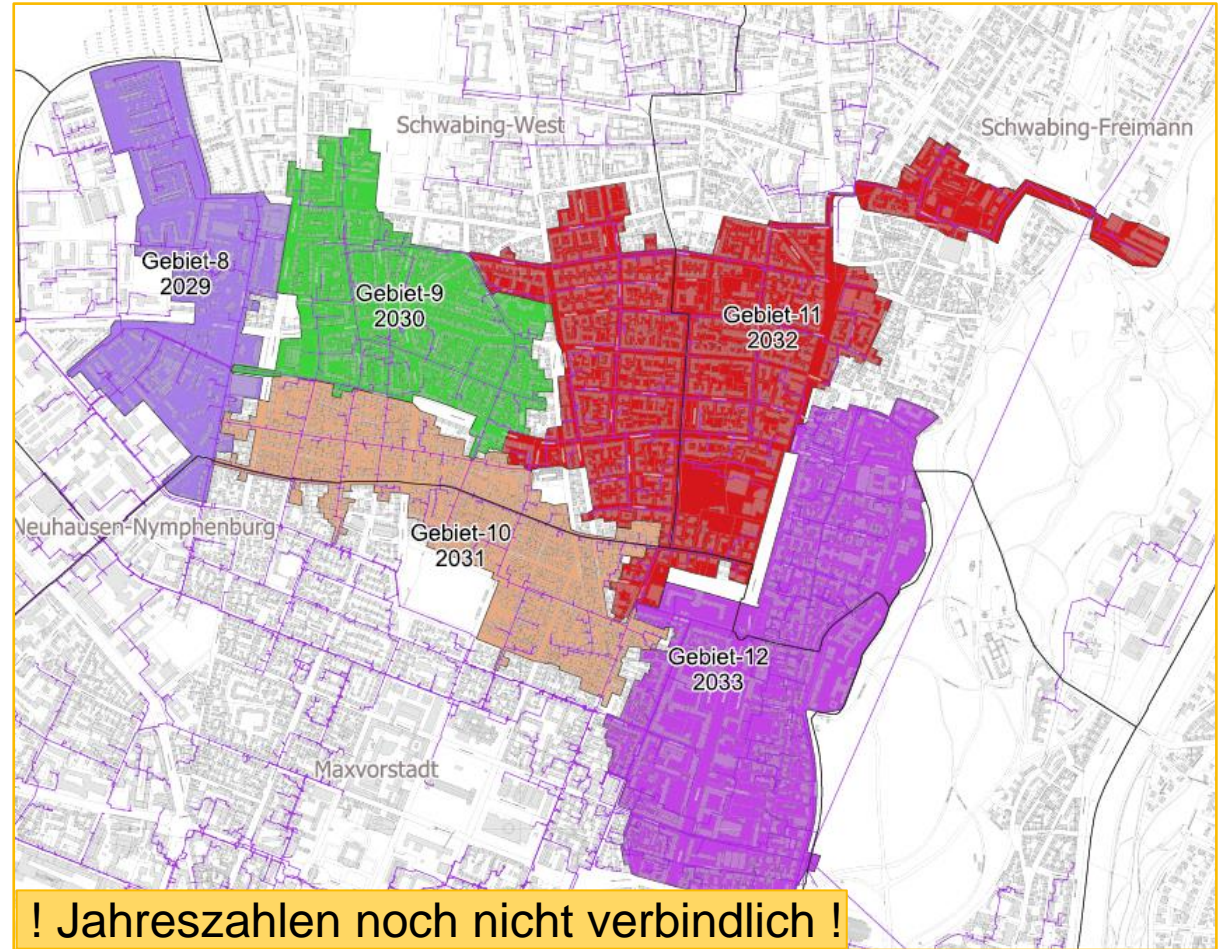 Schwabing-West
Schwabing-Freimann
Gebiet-8
2029
Gebiet-9
2030
Gebiet-11
2032
Neuhausen-Nymphenburg
Gebiet-10
2031
Gebiet-12
2033
Maxvorstadt
! Jahreszahlen noch nicht verbindlich !